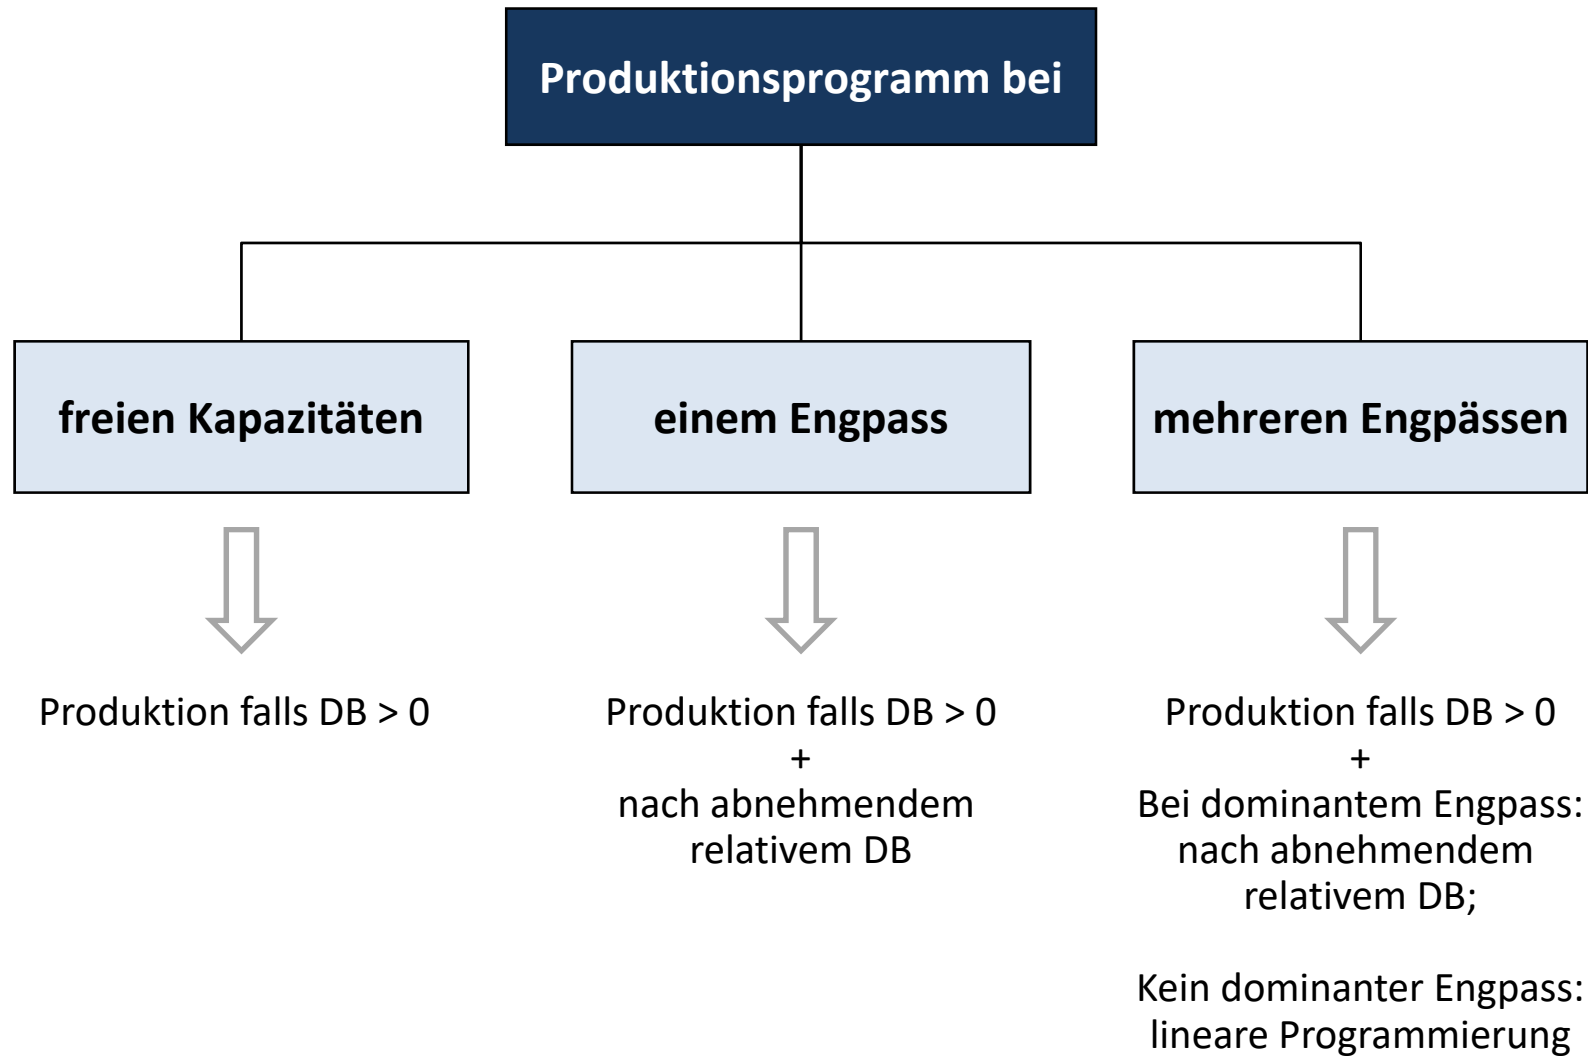 Produktionsprogramm bei
freien Kapazitäten
einem Engpass
mehreren Engpässen
Produktion falls DB > 0
Produktion falls DB > 0
+
nach abnehmendem
relativem DB
Produktion falls DB > 0
+
Bei dominantem Engpass:
nach abnehmendem
relativem DB;
Kein dominanter Engpass:
lineare Programmierung